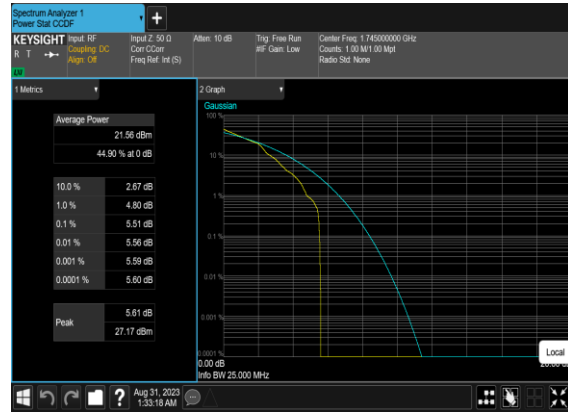 Spectrum Analyzer 1
Power Stat CCDF
KEYSIGHT
R T
LW
Input: RF
Coupling: DC
Align: Off
Input Z: 50 Ω
Corr CCorr
Freq Ref: Int (S)
Atten: 10 dB
Trig: Free Run
#IF Gain: Low
Center Freq: 1.745000000 GHz
Counts: 1.00 M/1.00 Mpt
Radio Std: None
1 Metrics
Average Power
21.56 dBm
44.90 % at 0 dB
10.0 % 2.67 dB
1.0 % 4.80 dB
0.1 % 5.51 dB
0.01 % 5.56 dB
0.001 % 5.59 dB
0.0001 % 5.60 dB
Peak 5.61 dB
27.17 dBm
2 Graph
Gaussian
100 %
10 %
1 %
0.1 %
0.01 %
0.001 %
0.0001 %
0.00 dB
Info BW 25.000 MHz
Local
?
Aug 31, 2023
1:33:18 AM